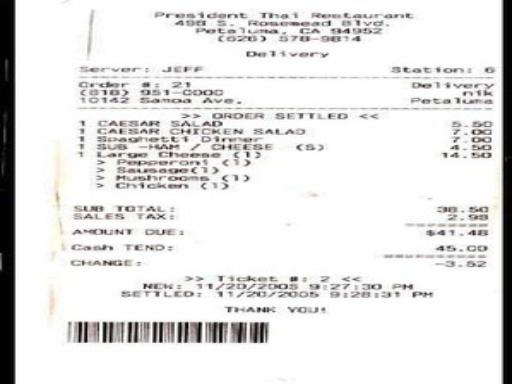 President Thai Restaurant
498 S. Rosemead Blvd.
Petaluma, CA 94952
(626) 578-9814
Delivery
Server: JEFF Station: 6
Order #: 21 Delivery
(818) 951-0000 nik
10142 Samoa Ave. Petaluma
>> ORDER SETTLED <<
1 CAESAR SALAD 5.50
1 CAESAR CHICKEN SALAD 7.00
1 Spaghetti Dinner 7.00
1 SUB -HAM / CHEESE (S) 4.50
1 Large Cheese (1) 14.50
> Pepperoni (1)
> Sausage(1)
> Mushrooms (1)
> Chicken (1)
SUB TOTAL: 38.50
SALES TAX: 2.98
AMOUNT DUE: $41.48
Cash TEND: 45.00
CHANGE: -3.52
>> Ticket #: 2 <<
NEW: 11/20/2005 9:27:30 PM
SETTLED: 11/20/2005 9:28:31 PM
THANK YOU!